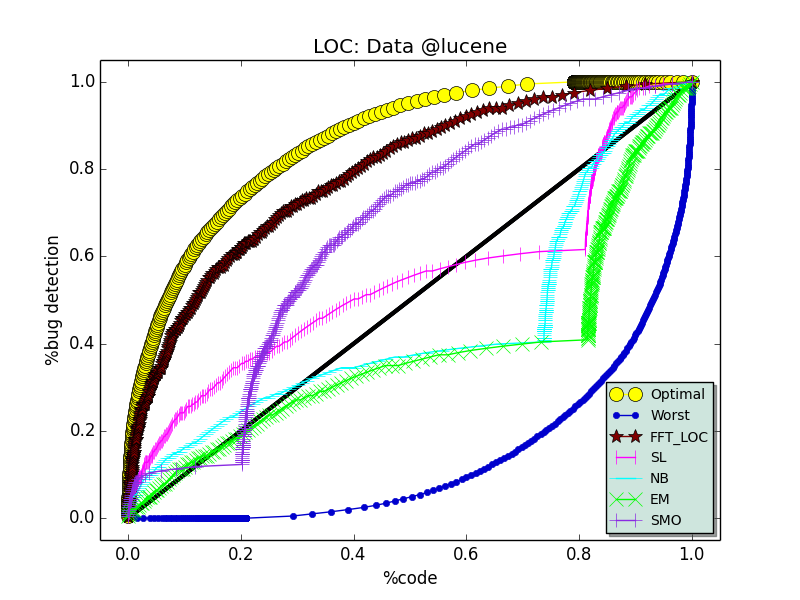 LOC: Data @lucene
1.0
0.8
0.6
0.4
0.2
0.0
%bug detection
0.0 0.2 0.4 0.6 0.8 1.0
%code
Optimal
Worst
FFT_LOC
SL
NB
EM
SMO